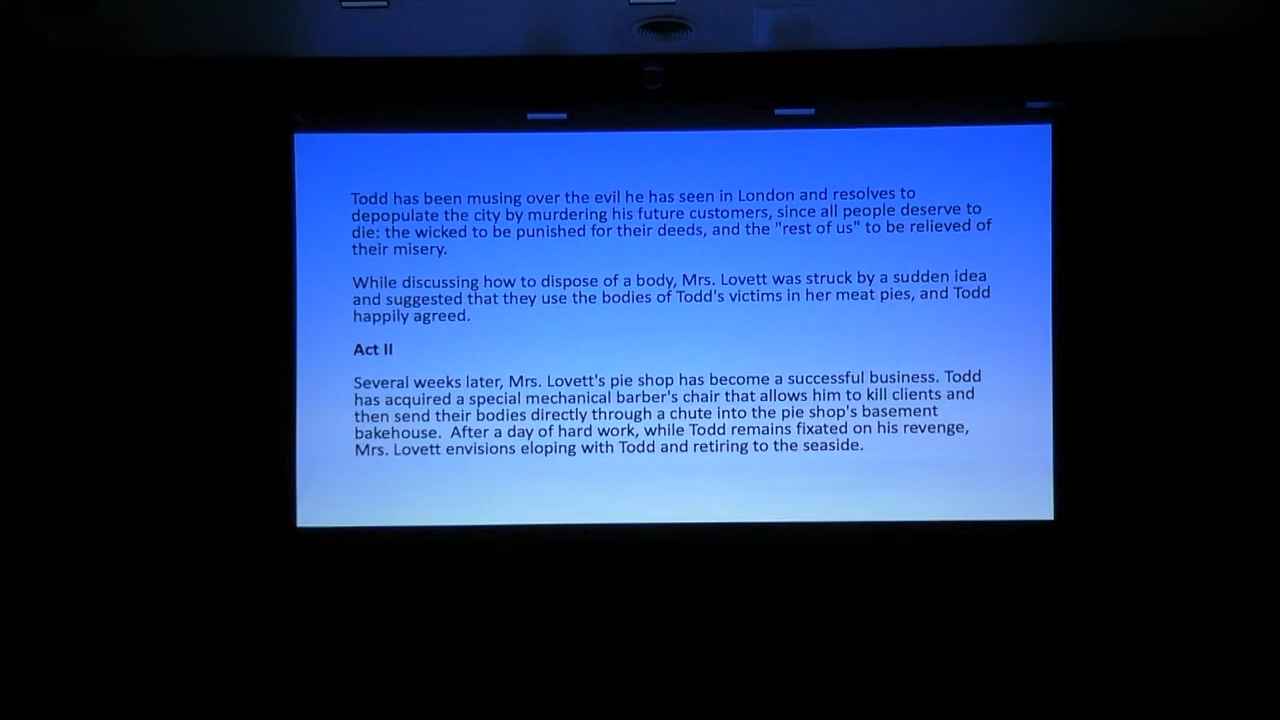 Todd has been musing over the evil he has seen in London and resolves to
depopulate the city by murdering his future customers, since all people deserve to
die: the wicked to be punished for their deeds, and the "rest of us" to be relieved of
their misery.
While discussing how to dispose of a body, Mrs. Lovett was struck by a sudden idea
and suggested that they use the bodies of Todd's victims in her meat pies, and Todd
happily agreed.
Act II
Several weeks later, Mrs. Lovett's pie shop has become a successful business. Todd
has acquired a special mechanical barber's chair that allows him to kill clients and
then send their bodies directly through a chute into the pie shop's basement
bakehouse.  After a day of hard work, while Todd remains fixated on his revenge,
Mrs. Lovett envisions eloping with Todd and retiring to the seaside.